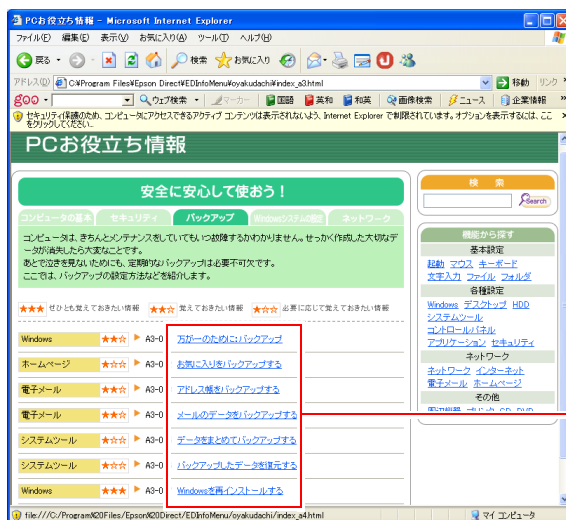 PCお役立ち情報 - Microsoft Internet Explorer
ファイル(F) 編集(E) 表示(V) お気に入り(A) ツール(T) ヘルプ(H)
戻る 検索 お気に入り
アドレス(D) C:¥Program Files¥Epson Direct¥EDInfoMenu¥oyakudachi¥index_a3.html 移動 リンク »
goo ウェブ検索 マーカー 国語 英和 和英 画像検索 ニュース 企業情報 »
セキュリティ保護のため、コンピュータにアクセスできるアクティブ コンテンツは表示されないよう、Internet Explorer で制限されています。オプションを表示するには、ここをクリックしてください... ×
PCお役立ち情報
安全に安心して使おう！
コンピュータの基本 セキュリティ バックアップ Windowsシステムの設定 ネットワーク
コンピュータは、きちんとメンテナンスをしていてもいつ故障するかわかりません。せっかく作成した大切なデ
ータが消失したら大変なことです。
あとで泣きを見ないためにも、定期的なバックアップは必要不可欠です。
ここでは、バックアップの設定方法などを紹介します。
★★★ ぜひとも覚えておきたい情報 ★★☆ 覚えておきたい情報 ★☆☆ 必要に応じて覚えておきたい情報
Windows ★★☆ A3-0 万が一のために:バックアップ
ホームページ ★☆☆ A3-0 お気に入りをバックアップする
電子メール ★★☆ A3-0 アドレス帳をバックアップする
電子メール ★★☆ A3-0 メールのデータをバックアップする
システムツール ★☆☆ A3-0 データをまとめてバックアップする
システムツール ★☆☆ A3-0 バックアップしたデータを復元する
Windows ★★★ A3-0 Windowsを再インストールする
検 索
Search
機能から探す
基本設定
起動 マウス キーボード
文字入力 ファイル フォルダ
各種設定
Windows デスクトップ HDD
システムツール
コントロールパネル
アプリケーション セキュリティ
ネットワーク
ネットワーク インターネット
電子メール ホームページ
その他
file:///C:/Program%20Files/Epson%20Direct/EDInfoMenu/oyakudachi/index_a4.html マイ コンピュータ